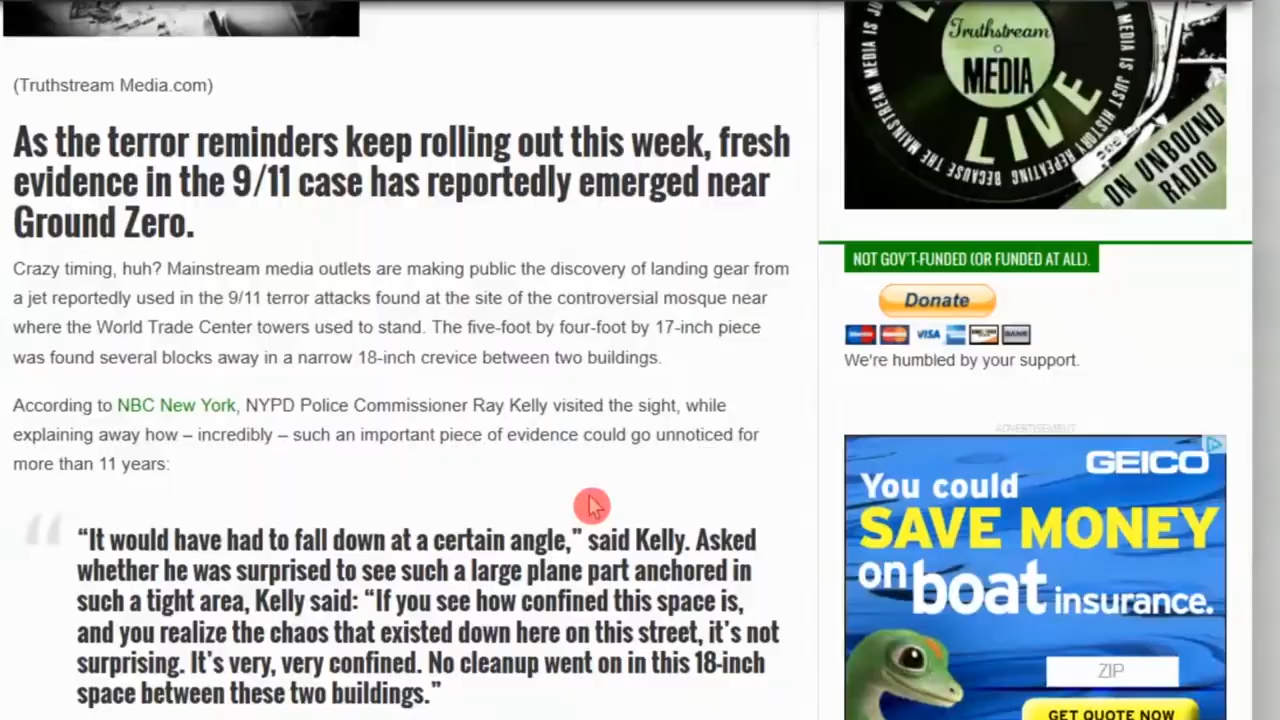 (Truthstream Media.com)
As the terror reminders keep rolling out this week, fresh
evidence in the 9/11 case has reportedly emerged near
Ground Zero.
Crazy timing, huh? Mainstream media outlets are making public the discovery of landing gear from
a jet reportedly used in the 9/11 terror attacks found at the site of the controversial mosque near
where the World Trade Center towers used to stand. The five-foot by four-foot by 17-inch piece
was found several blocks away in a narrow 18-inch crevice between two buildings.
According to NBC New York, NYPD Police Commissioner Ray Kelly visited the sight, while
explaining away how – incredibly – such an important piece of evidence could go unnoticed for
more than 11 years:
“It would have had to fall down at a certain angle,” said Kelly. Asked
whether he was surprised to see such a large plane part anchored in
such a tight area, Kelly said: “If you see how confined this space is,
and you realize the chaos that existed down here on this street, it’s not
surprising. It’s very, very confined. No cleanup went on in this 18-inch
space between these two buildings.”
Truthstream
MEDIA
LIVE
BECAUSE THE MAINSTREAM MEDIA IS JUST HISTORY REPEATING
ON UNBOUND
RADIO
NOT GOV'T-FUNDED (OR FUNDED AT ALL).
Donate
VISA
BANK
We're humbled by your support.
ADVERTISEMENT
GEICO
You could
SAVE MONEY
on boat insurance.
ZIP
GET QUOTE NOW